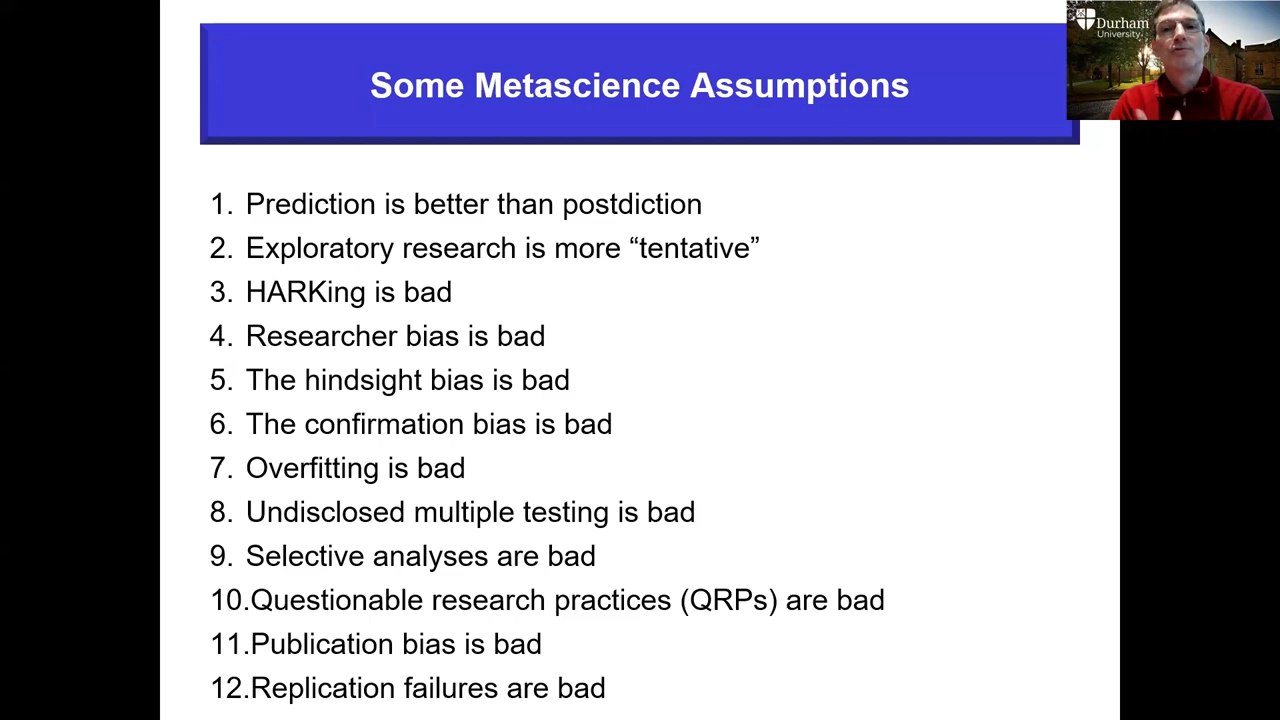 Durham
University
Some Metascience Assumptions
1. Prediction is better than postdiction
2. Exploratory research is more “tentative”
3. HARKing is bad
4. Researcher bias is bad
5. The hindsight bias is bad
6. The confirmation bias is bad
7. Overfitting is bad
8. Undisclosed multiple testing is bad
9. Selective analyses are bad
10.Questionable research practices (QRPs) are bad
11.Publication bias is bad
12.Replication failures are bad